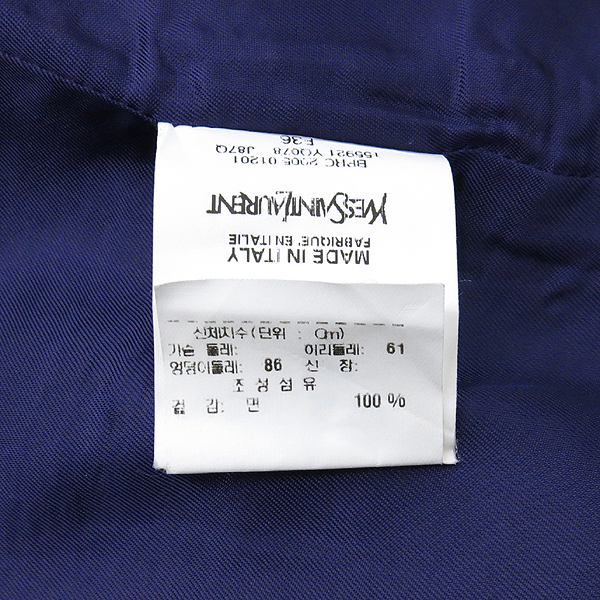 F36
155921 YO078 J87Q
BPRC 2005 01201
YVESSAINTLAURENT
FABRIQUE' EN ITALIE
MADE IN ITALY
신체치수(단위 : Cm)
가슴 둘레: 허리둘레: 61
엉덩이둘레: 86 신 장:
조 성 섬 유
겉 감: 면 100 %